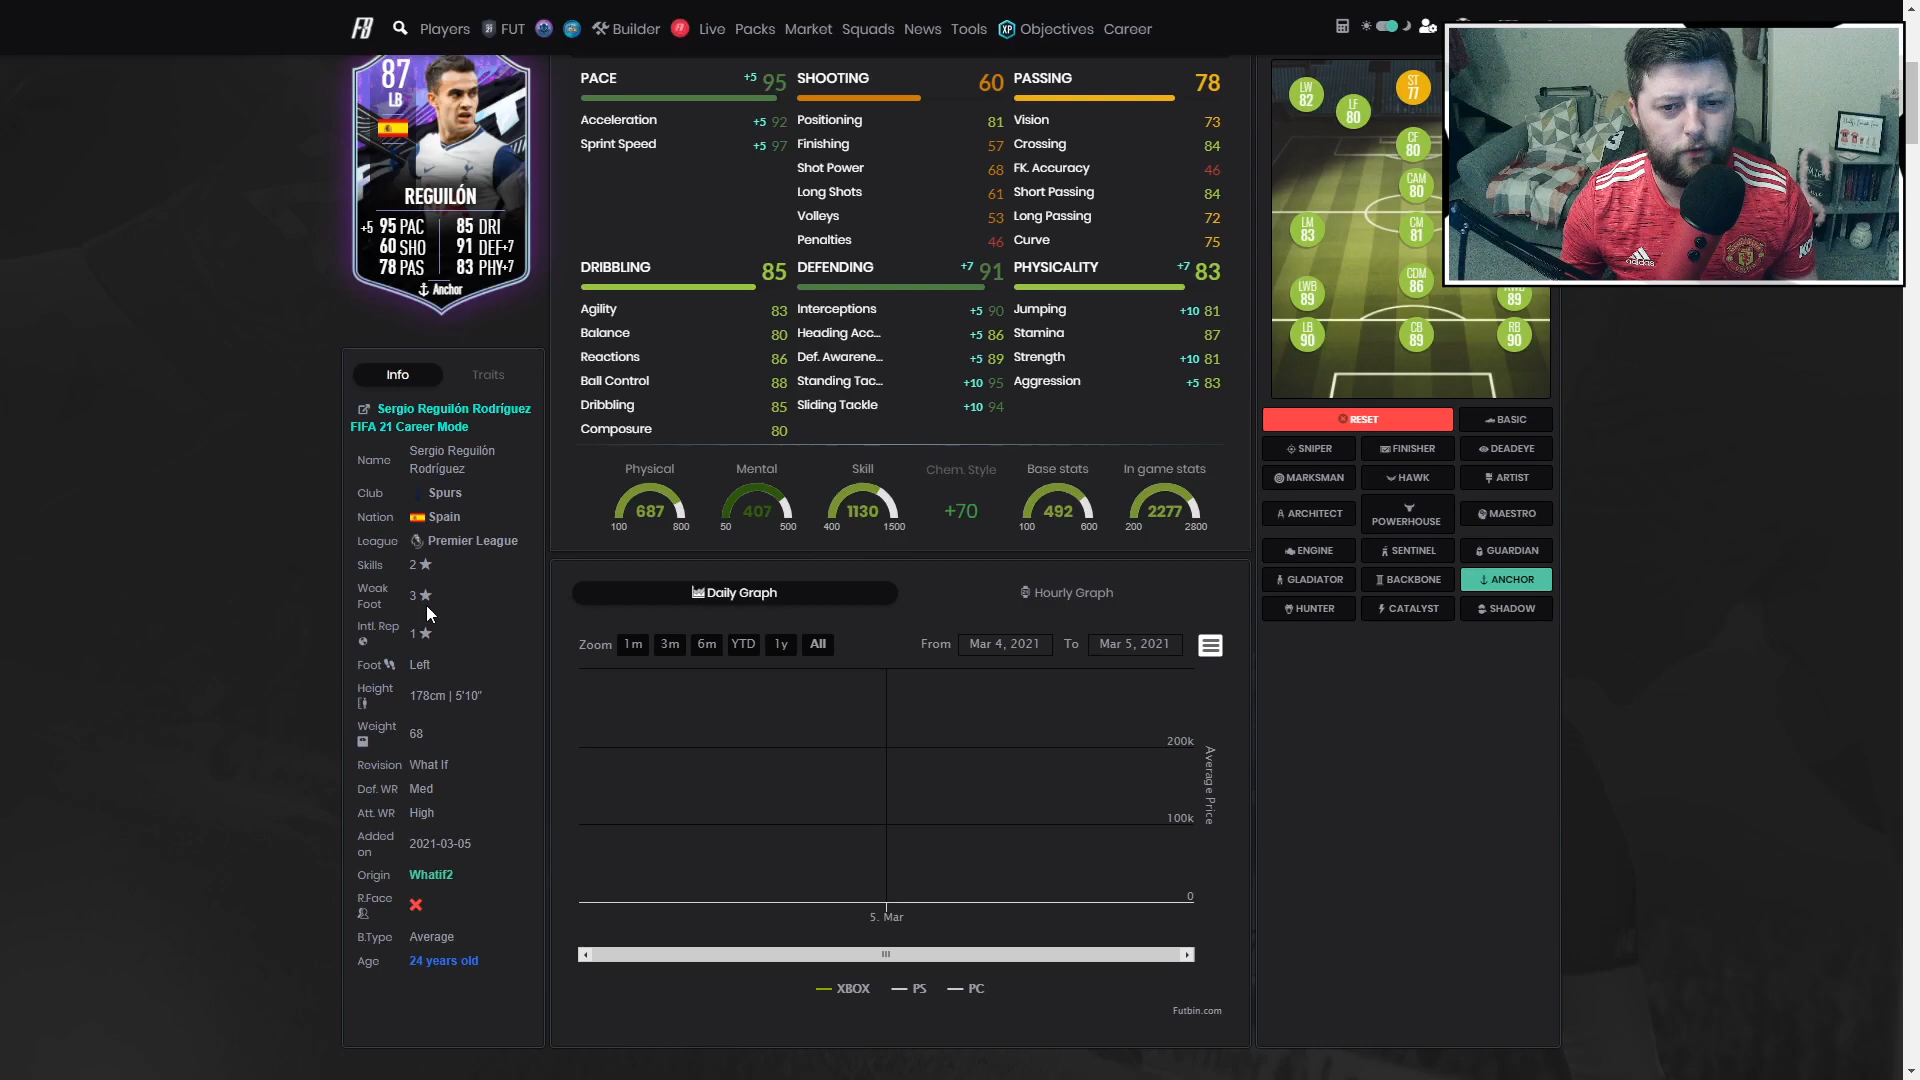 Players FUT Builder Live Packs Market Squads News Tools XP Objectives Career
87
LB
REGUILÓN
+5 95 PAC 85 DRI
60 SHO 91 DEF+7
78 PAS 83 PHY+7
Anchor
Info Traits
Sergio Reguilón Rodríguez
FIFA 21 Career Mode
Name Sergio Reguilón Rodríguez
Club Spurs
Nation Spain
League Premier League
Skills 2
Weak Foot 3
Intl. Rep 1
Foot Left
Height 178cm | 5'10"
Weight 68
Revision What If
Def. WR Med
Att. WR High
Added on 2021-03-05
Origin Whatif2
R.Face
B.Type Average
Age 24 years old
PACE +5 95
Acceleration +5 92
Sprint Speed +5 97
SHOOTING 60
Positioning 81
Finishing 57
Shot Power 68
Long Shots 61
Volleys 53
Penalties 46
PASSING 78
Vision 73
Crossing 84
FK. Accuracy 46
Short Passing 84
Long Passing 72
Curve 75
DRIBBLING 85
Agility 83
Balance 80
Reactions 86
Ball Control 88
Dribbling 85
Composure 80
DEFENDING +7 91
Interceptions +5 90
Heading Acc... +5 86
Def. Awarene... +5 89
Standing Tac... +10 95
Sliding Tackle +10 94
PHYSICALITY +7 83
Jumping +10 81
Stamina 87
Strength +10 81
Aggression +5 83
Physical Mental Skill Chem. Style Base stats In game stats
687 407 1130 +70 492 2277
100 800 50 500 400 1500 100 600 200 2800
Daily Graph Hourly Graph
Zoom 1m 3m 6m YTD 1y All From Mar 4, 2021 To Mar 5, 2021
200k
100k
0
Average Price
5. Mar
XBOX PS PC
Futbin.com
LW 82
LF 80
ST 77
CF 80
CAM 80
LM 83
CM 81
CDM 86
LWB 89
RWB 89
LB 90
CB 89
RB 90
RESET BASIC
SNIPER FINISHER DEADEYE
MARKSMAN HAWK ARTIST
ARCHITECT POWERHOUSE MAESTRO
ENGINE SENTINEL GUARDIAN
GLADIATOR BACKBONE ANCHOR
HUNTER CATALYST SHADOW
adidas